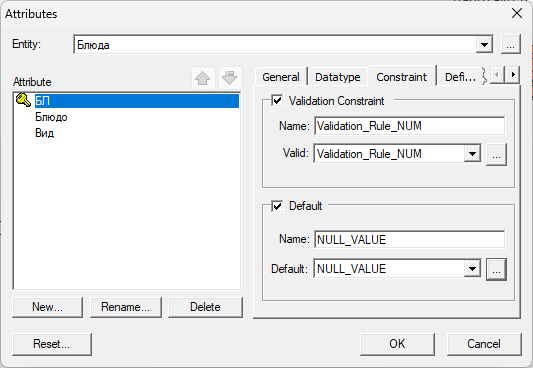 Attributes
Entity:
Блюда
...
Attribute
БЛ
Блюдо
Вид
General
Datatype
Constraint
Defi...
Validation Constraint
Name: Validation_Rule_NUM
Valid: Validation_Rule_NUM
...
Default
Name: NULL_VALUE
Default: NULL_VALUE
...
New...
Rename...
Delete
Reset...
OK
Cancel